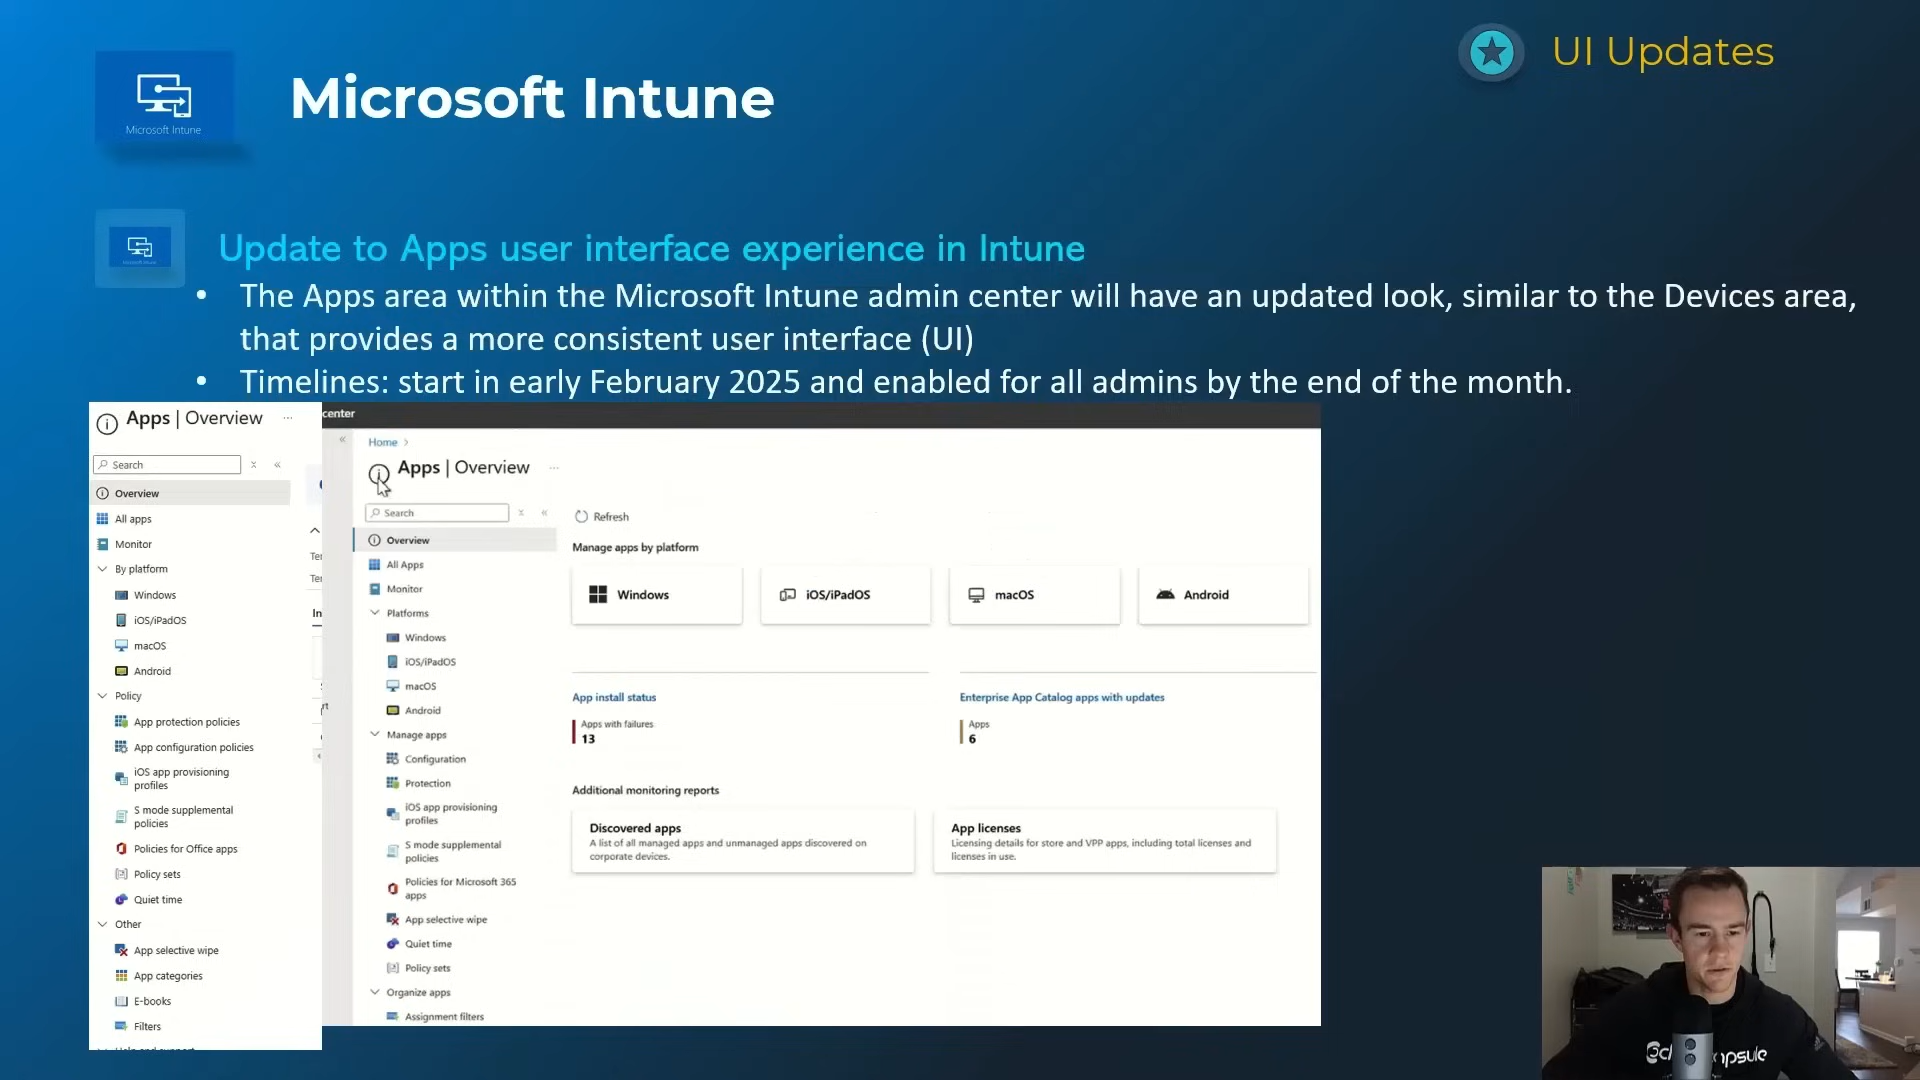 UI Updates
Microsoft Intune
Microsoft Intune
Update to Apps user interface experience in Intune
• The Apps area within the Microsoft Intune admin center will have an updated look, similar to the Devices area,
that provides a more consistent user interface (UI)
• Timelines: start in early February 2025 and enabled for all admins by the end of the month.
Apps | Overview
Search
Overview
All apps
Monitor
By platform
Windows
iOS/iPadOS
macOS
Android
Policy
App protection policies
App configuration policies
iOS app provisioning
profiles
S mode supplemental
policies
Policies for Office apps
Policy sets
Quiet time
Other
App selective wipe
App categories
E-books
Filters
center
Home >
Apps | Overview
Search
Overview
All Apps
Monitor
Platforms
Windows
iOS/iPadOS
macOS
Android
Manage apps
Configuration
Protection
iOS app provisioning
profiles
S mode supplemental
policies
Policies for Microsoft 365
apps
App selective wipe
Quiet time
Policy sets
Organize apps
Assignment filters
Refresh
Manage apps by platform
Windows
iOS/iPadOS
macOS
Android
App install status
Apps with failures
13
Enterprise App Catalog apps with updates
Apps
6
Additional monitoring reports
Discovered apps
A list of all managed apps and unmanaged apps discovered on
corporate devices.
App licenses
Licensing details for store and VPP apps, including total licenses and
licenses in use.